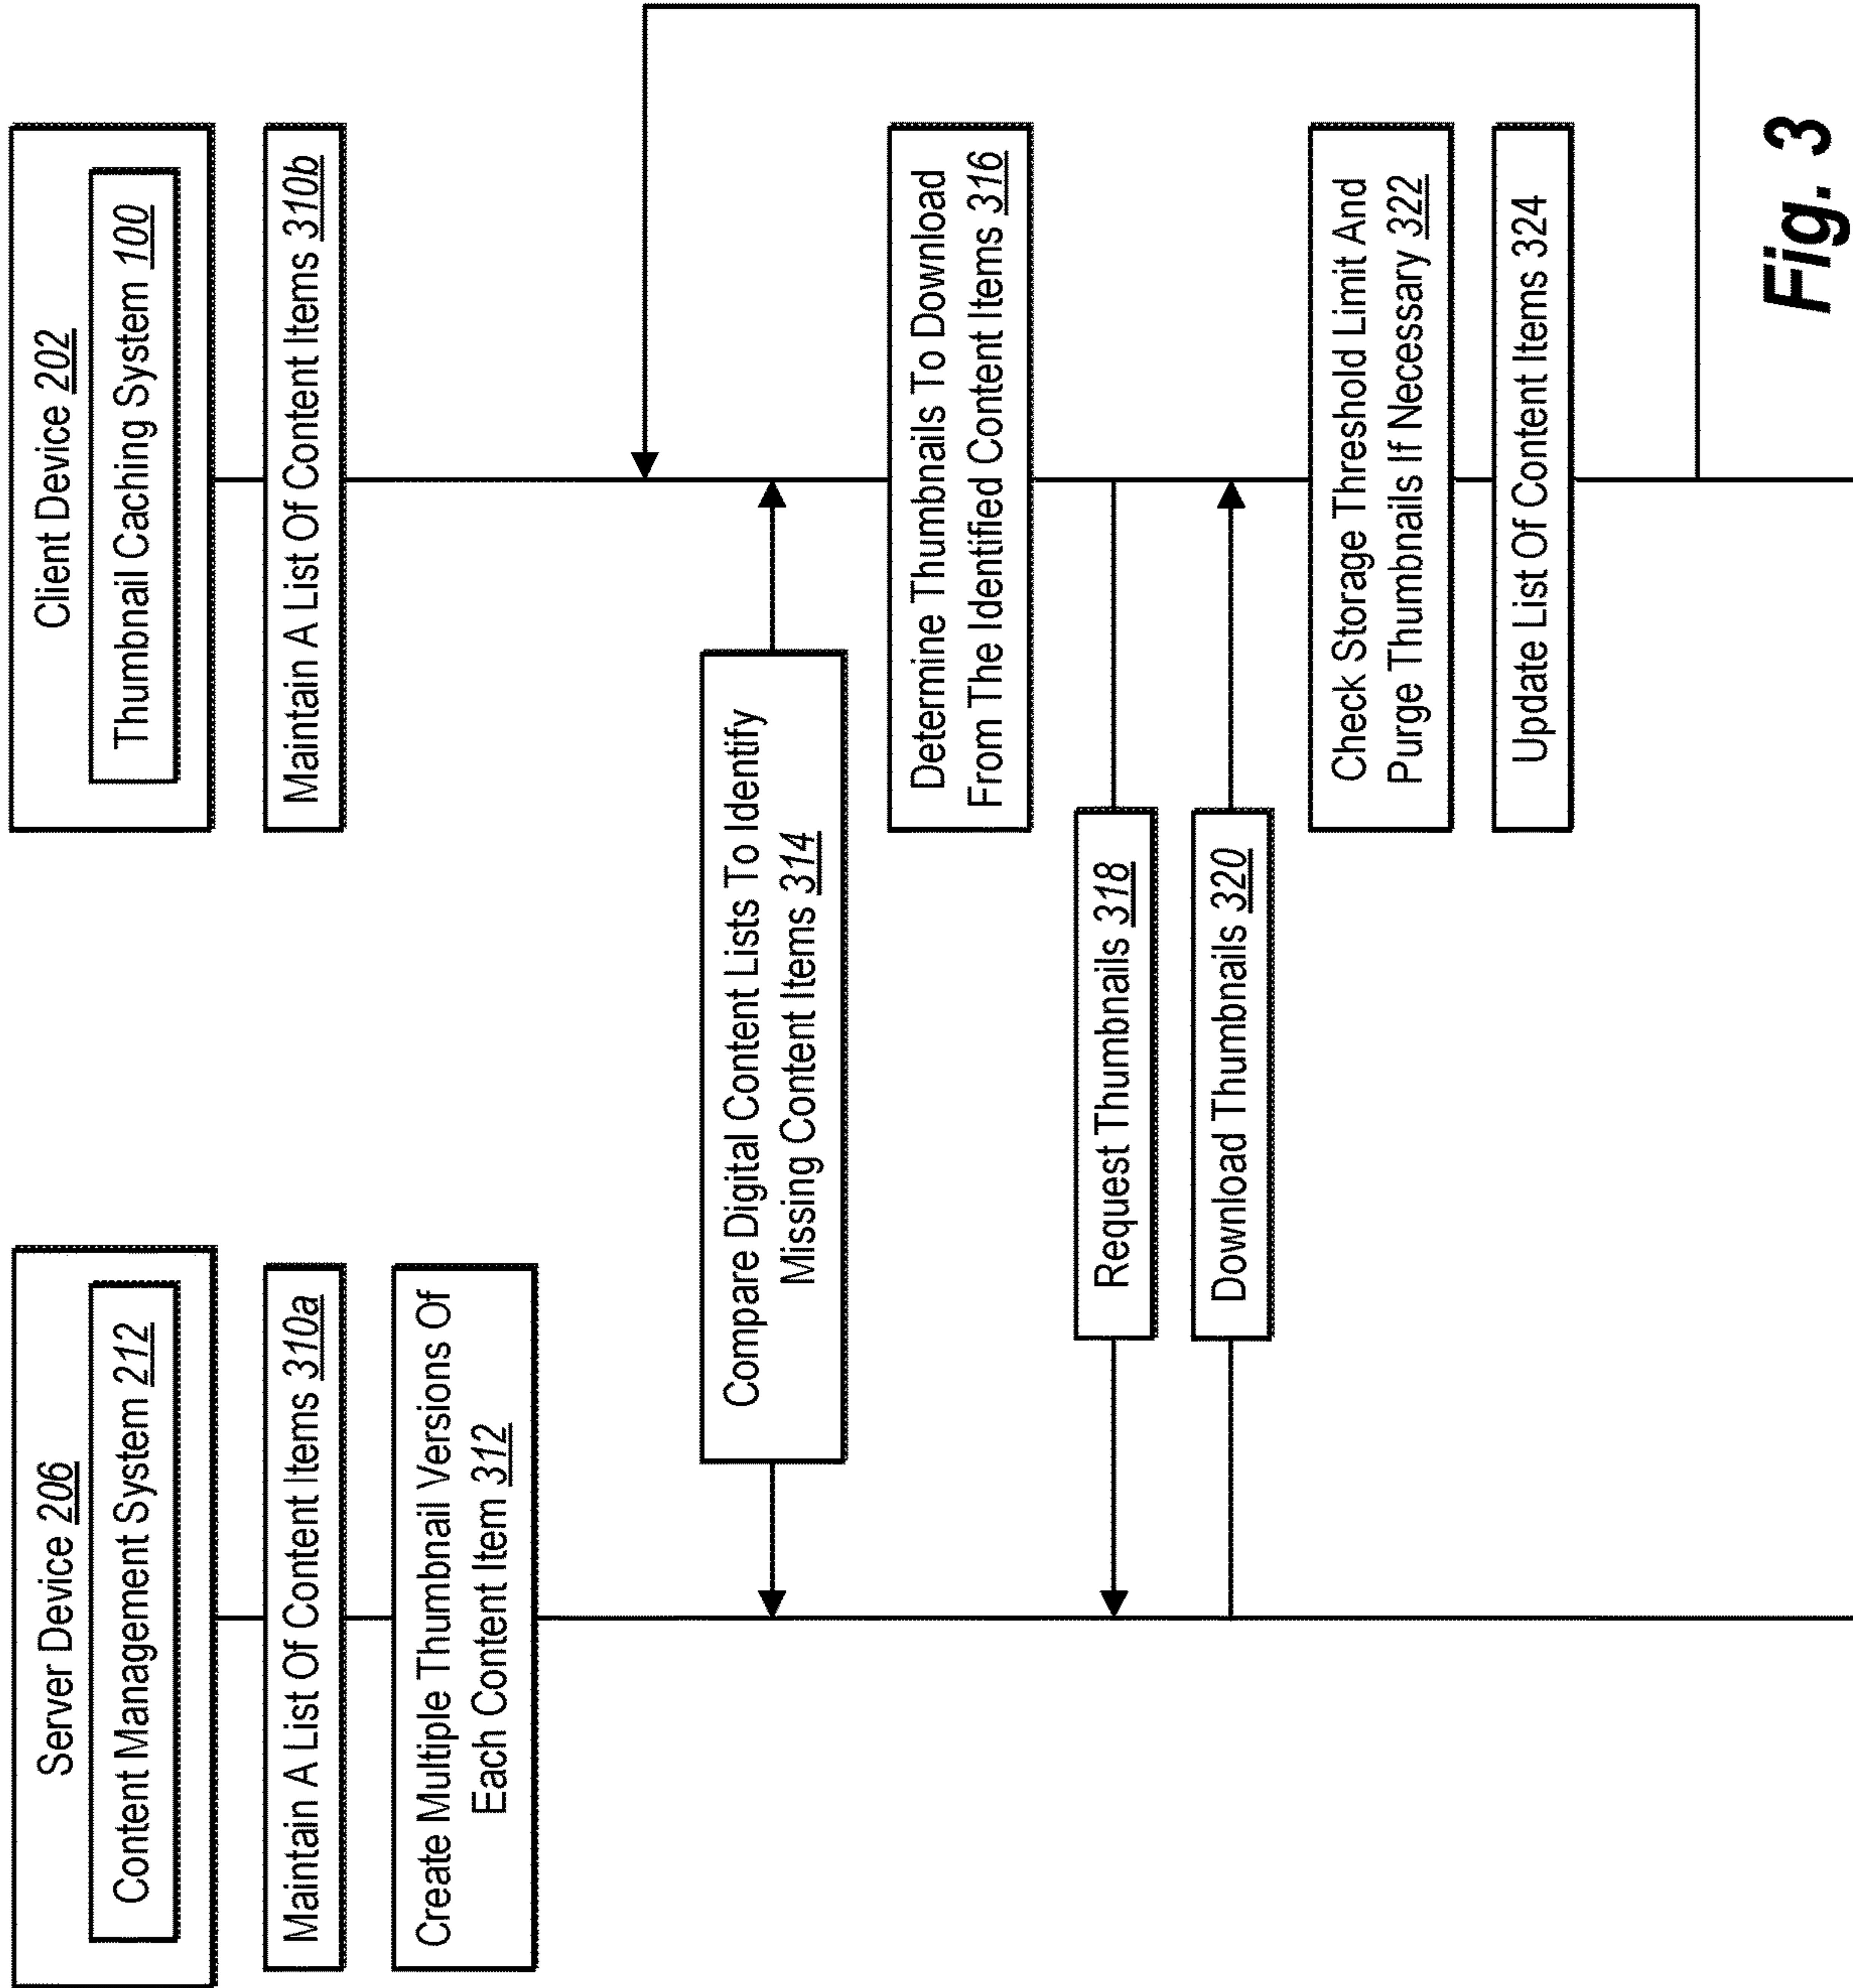 Server Device 206
Content Management System 212
Client Device 202
Thumbnail Caching System 100
Maintain A List Of Content Items 310a
Maintain A List Of Content Items 310b
Create Multiple Thumbnail Versions Of
Each Content Item 312
Compare Digital Content Lists To Identify
Missing Content Items 314
Determine Thumbnails To Download
From The Identified Content Items 316
Request Thumbnails 318
Download Thumbnails 320
Check Storage Threshold Limit And
Purge Thumbnails If Necessary 322
Update List Of Content Items 324
Fig. 3